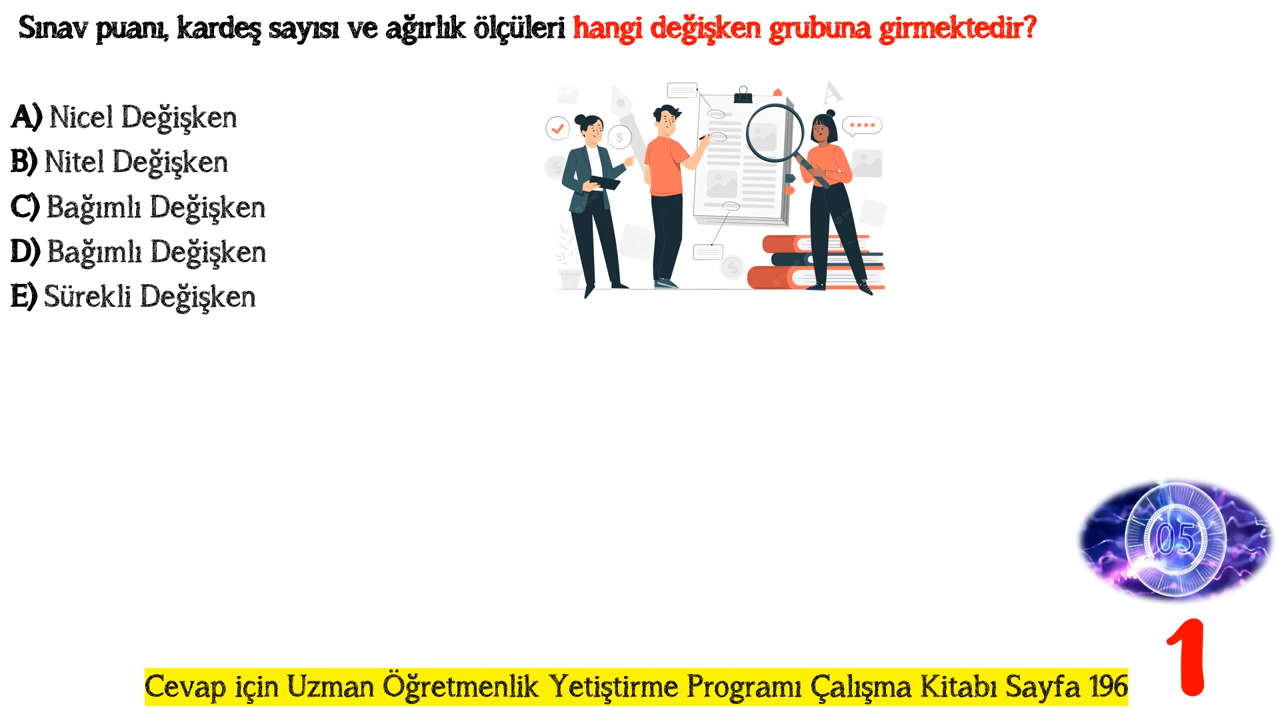 Sınav puanı, kardeş sayısı ve ağırlık ölçüleri hangi değişken grubuna girmektedir?
A) Nicel Değişken
B) Nitel Değişken
C) Bağımlı Değişken
D) Bağımlı Değişken
E) Sürekli Değişken
05
1
Cevap için Uzman Öğretmenlik Yetiştirme Programı Çalışma Kitabı Sayfa 196